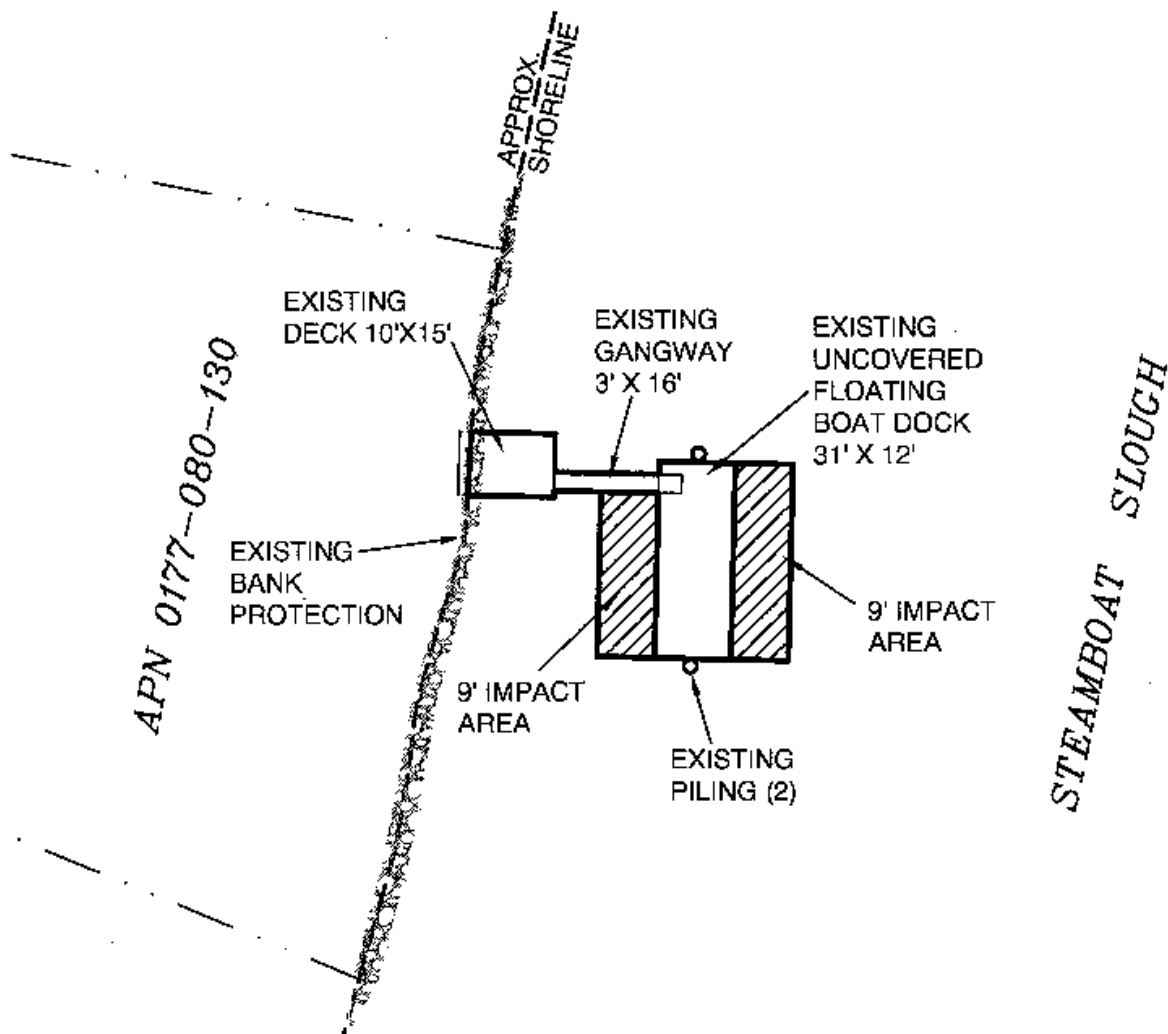 APPROX.
SHORELINE
EXISTING
DECK 10'X15'
EXISTING
GANGWAY
3' X 16'
EXISTING
UNCOVERED
FLOATING
BOAT DOCK
31' X 12'
APN 0177-080-130
EXISTING
BANK
PROTECTION
9' IMPACT
AREA
9' IMPACT
AREA
EXISTING
PILING (2)
STEAMBOAT SLOUGH